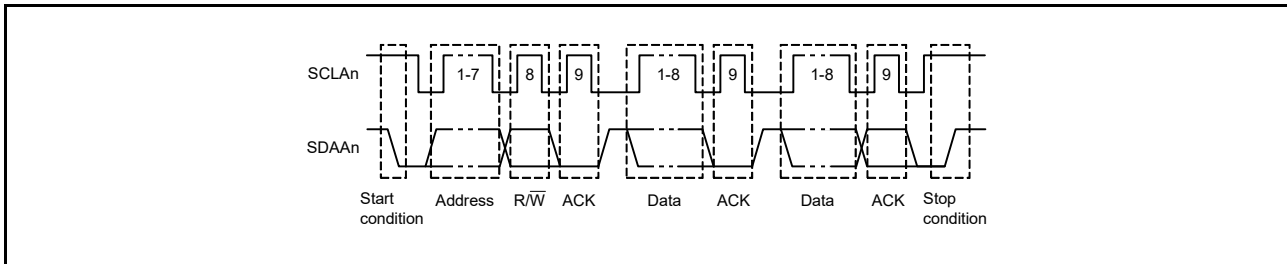 SCLAn 1-7 8 9 1-8 9 1-8 9
SDAAn
Start condition Address R/W̅ ACK Data ACK Data ACK Stop condition